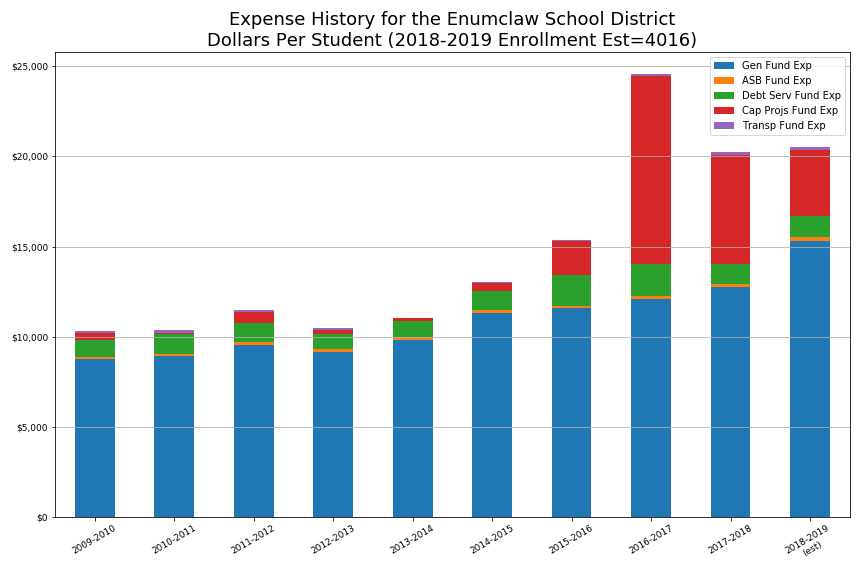 Expense History for the Enumclaw School District
Dollars Per Student (2018-2019 Enrollment Est=4016)
Gen Fund Exp
ASB Fund Exp
Debt Serv Fund Exp
Cap Projs Fund Exp
Transp Fund Exp
$25,000
$20,000
$15,000
$10,000
$5,000
$0
2009-2010
2010-2011
2011-2012
2012-2013
2013-2014
2014-2015
2015-2016
2016-2017
2017-2018
2018-2019
(est)